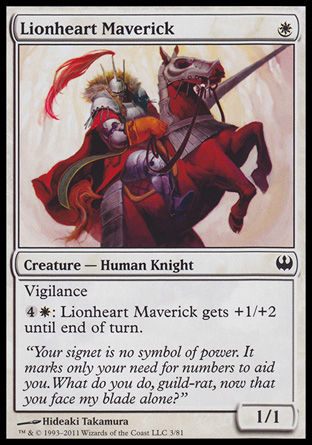 Lionheart Maverick
Creature — Human Knight
Vigilance
4: Lionheart Maverick gets +1/+2
until end of turn.
“Your signet is no symbol of power. It
marks only your need for numbers to aid
you. What do you do, guild-rat, now that
you face my blade alone?”
Hideaki Takamura
1/1
™ & © 1993–2011 Wizards of the Coast LLC 3/81